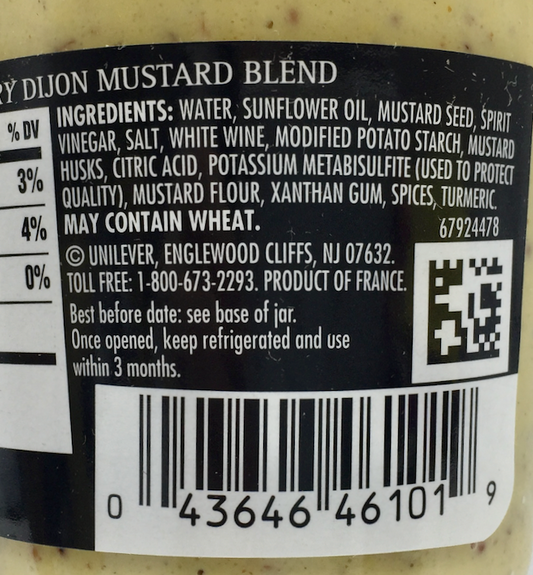 RY DIJON MUSTARD BLEND
% DV
3%
4%
0%
INGREDIENTS: WATER, SUNFLOWER OIL, MUSTARD SEED, SPIRIT
VINEGAR, SALT, WHITE WINE, MODIFIED POTATO STARCH, MUSTARD
HUSKS, CITRIC ACID, POTASSIUM METABISULFITE (USED TO PROTECT
QUALITY), MUSTARD FLOUR, XANTHAN GUM, SPICES, TURMERIC.
MAY CONTAIN WHEAT.
67924478
© UNILEVER, ENGLEWOOD CLIFFS, NJ 07632.
TOLL FREE: 1-800-673-2293. PRODUCT OF FRANCE.
Best before date: see base of jar.
Once opened, keep refrigerated and use
within 3 months.
0 43646 46101 9